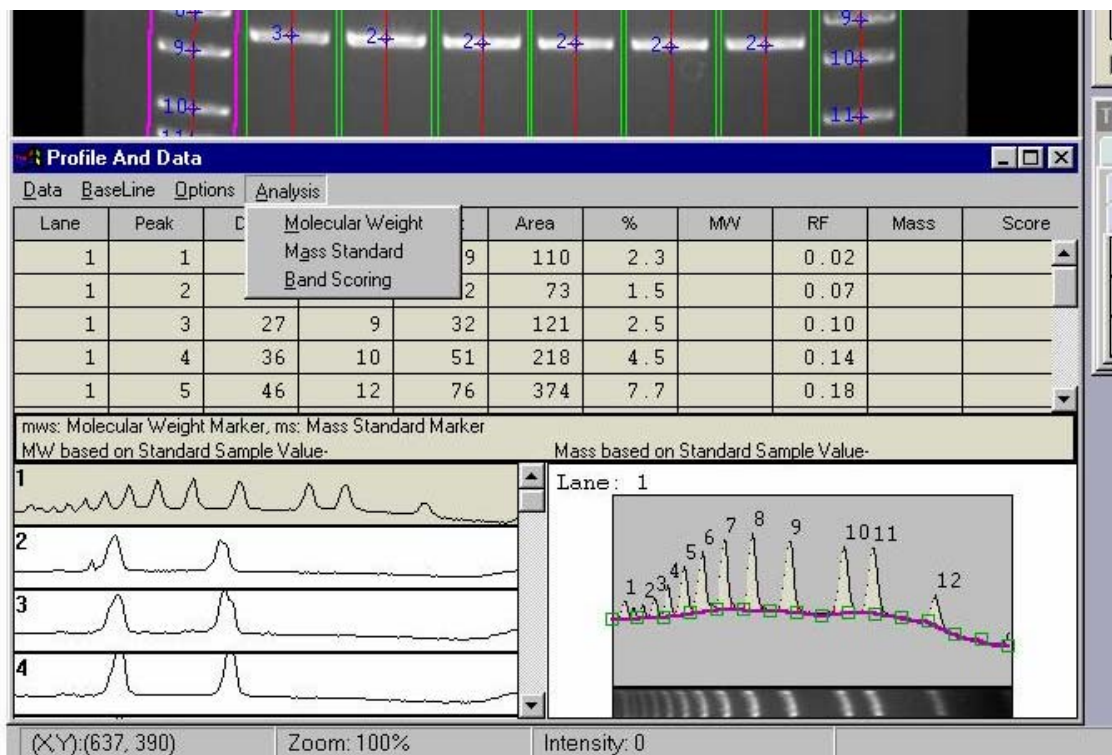 8 9
9 3 2 2 2 2 2 10
10 11
11
Profile And Data
Data BaseLine Options Analysis
Lane Peak Area % MW RF Mass Score
Molecular Weight
Mass Standard
Band Scoring
1 1 9 110 2.3 0.02
1 2 2 73 1.5 0.07
1 3 27 9 32 121 2.5 0.10
1 4 36 10 51 218 4.5 0.14
1 5 46 12 76 374 7.7 0.18
mws: Molecular Weight Marker, ms: Mass Standard Marker
MW based on Standard Sample Value- Mass based on Standard Sample Value-
1
2
3
4
Lane: 1
1 2 3 4 5 6 7 8 9 10 11 12
(X,Y):(637, 390) Zoom: 100% Intensity: 0